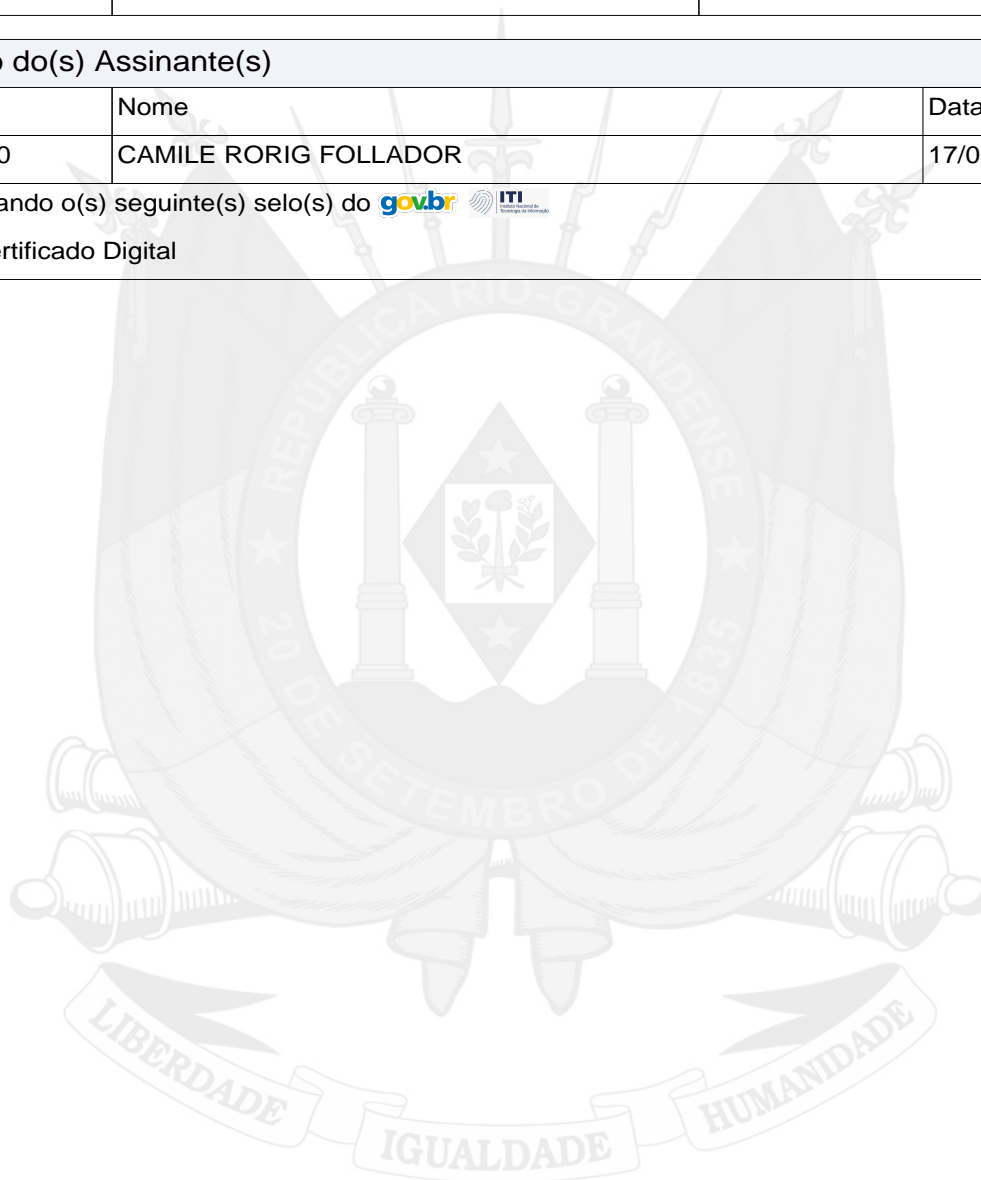 o do(s) Assinante(s)
Nome Data
0 CAMILE RORIG FOLLADOR 17/0
ando o(s) seguinte(s) selo(s) do gov.br ITI
rtificado Digital
REPÚBLICA RIO-GRANDENSE
20 DE SETEMBRO DE 1835
LIBERDADE
IGUALDADE
HUMANIDADE